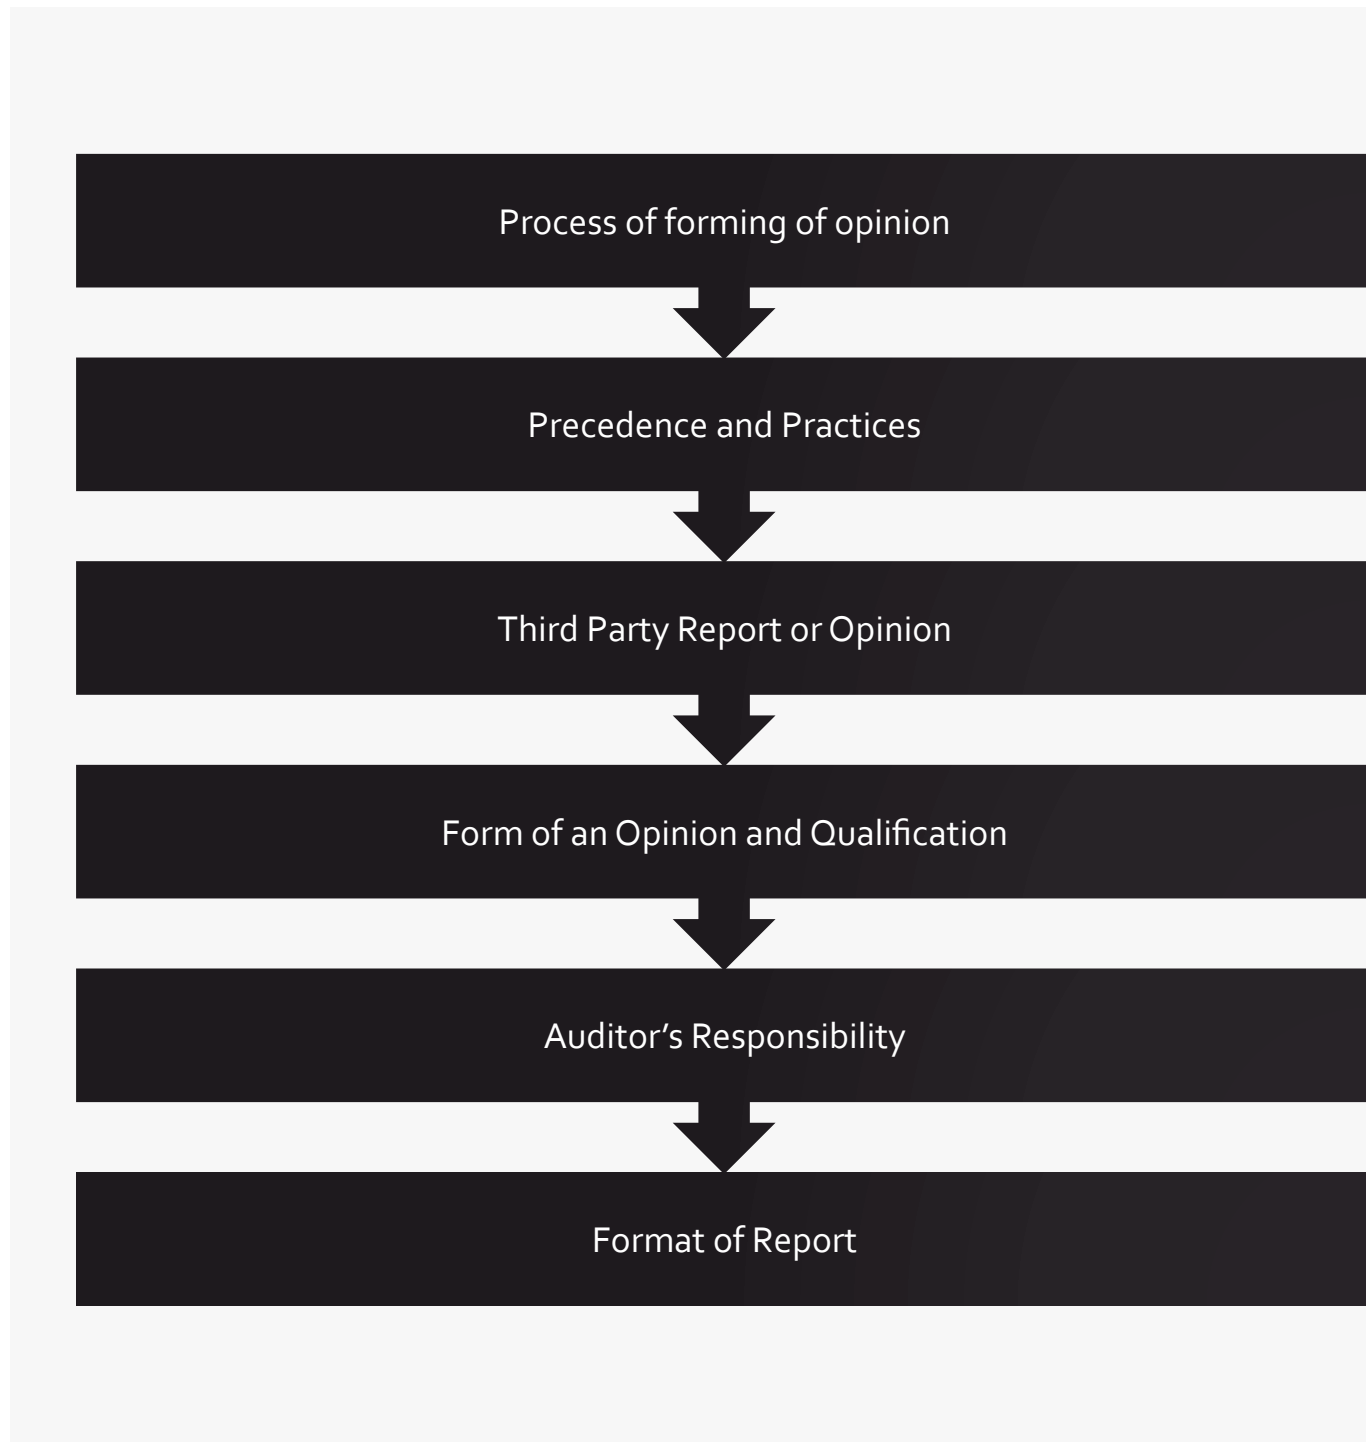 Process of forming of opinion
Precedence and Practices
Third Party Report or Opinion
Form of an Opinion and Qualification
Auditor’s Responsibility
Format of Report